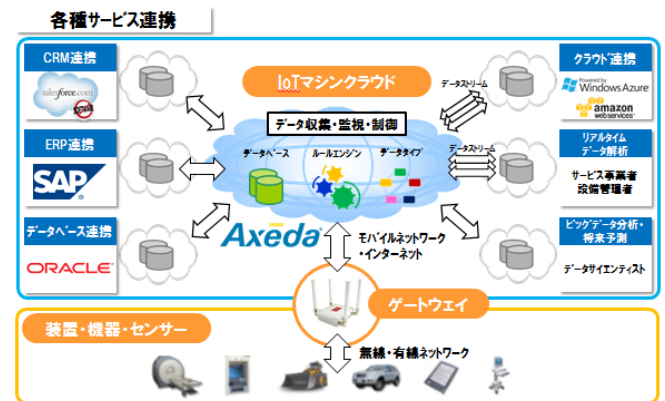 各種サービス連携
CRM連携
salesforce.com
ERP連携
SAP
データベース連携
ORACLE
IoTマシンクラウド
データ収集・監視・制御
データベース
ルールエンジン
データタイプ
Axeda
モバイルネットワーク
・インターネット
データストリーム
データストリーム
クラウド連携
Powered by
Windows Azure
amazon
webservices
リアルタイム
データ解析
サービス事業者
設備管理者
ビッグデータ分析・
将来予測
データサイエンティスト
ゲートウェイ
装置・機器・センサー
無線・有線ネットワーク